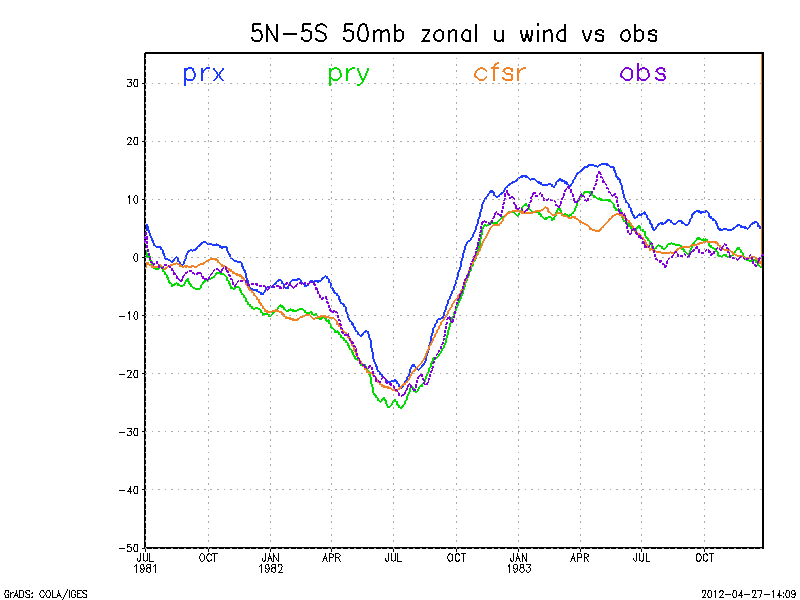 5N-5S 50mb zonal u wind vs obs
prx pry cfsr obs
30
20
10
0
-10
-20
-30
-40
-50
JUL OCT JAN APR JUL OCT JAN APR JUL OCT
1981 1982 1983
GrADS: COLA/IGES 2012-04-27-14:09